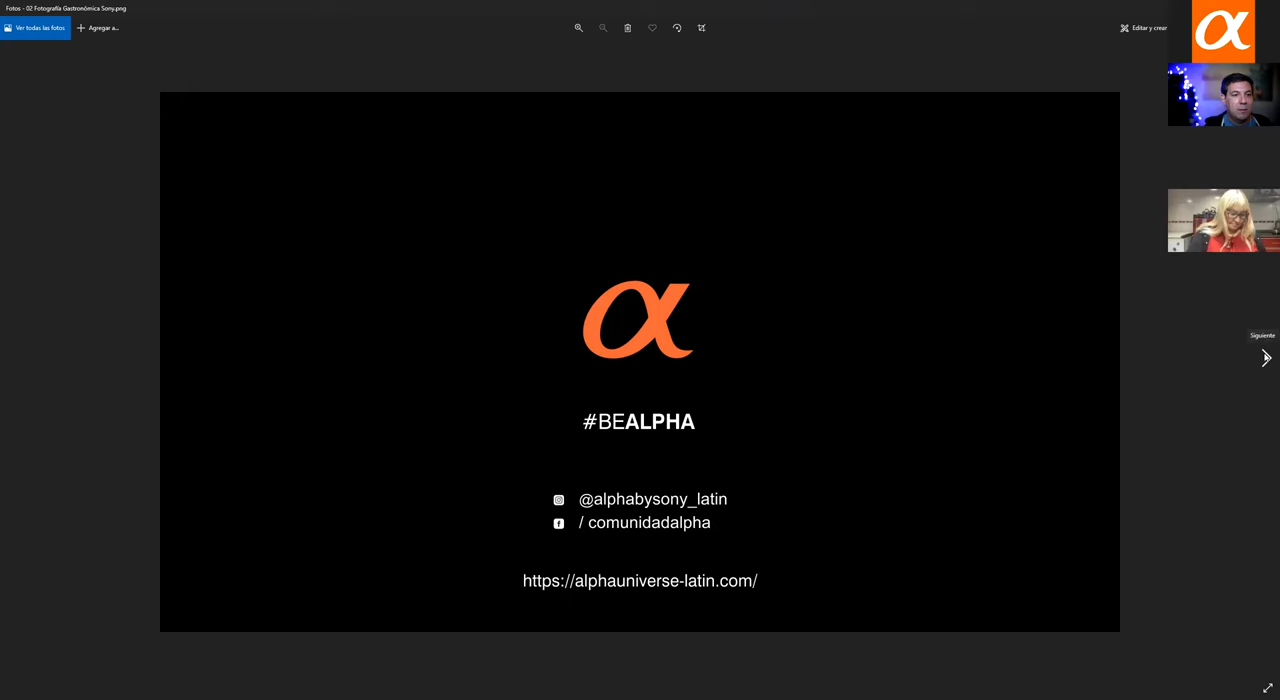 Fotos - 02 Fotografía Gastronómica Sony.png
Ver todas las fotos
Agregar a...
Editar y crear
α
Siguiente
α
#BEALPHA
@alphabysony_latin
/ comunidadalpha
https://alphauniverse-latin.com/